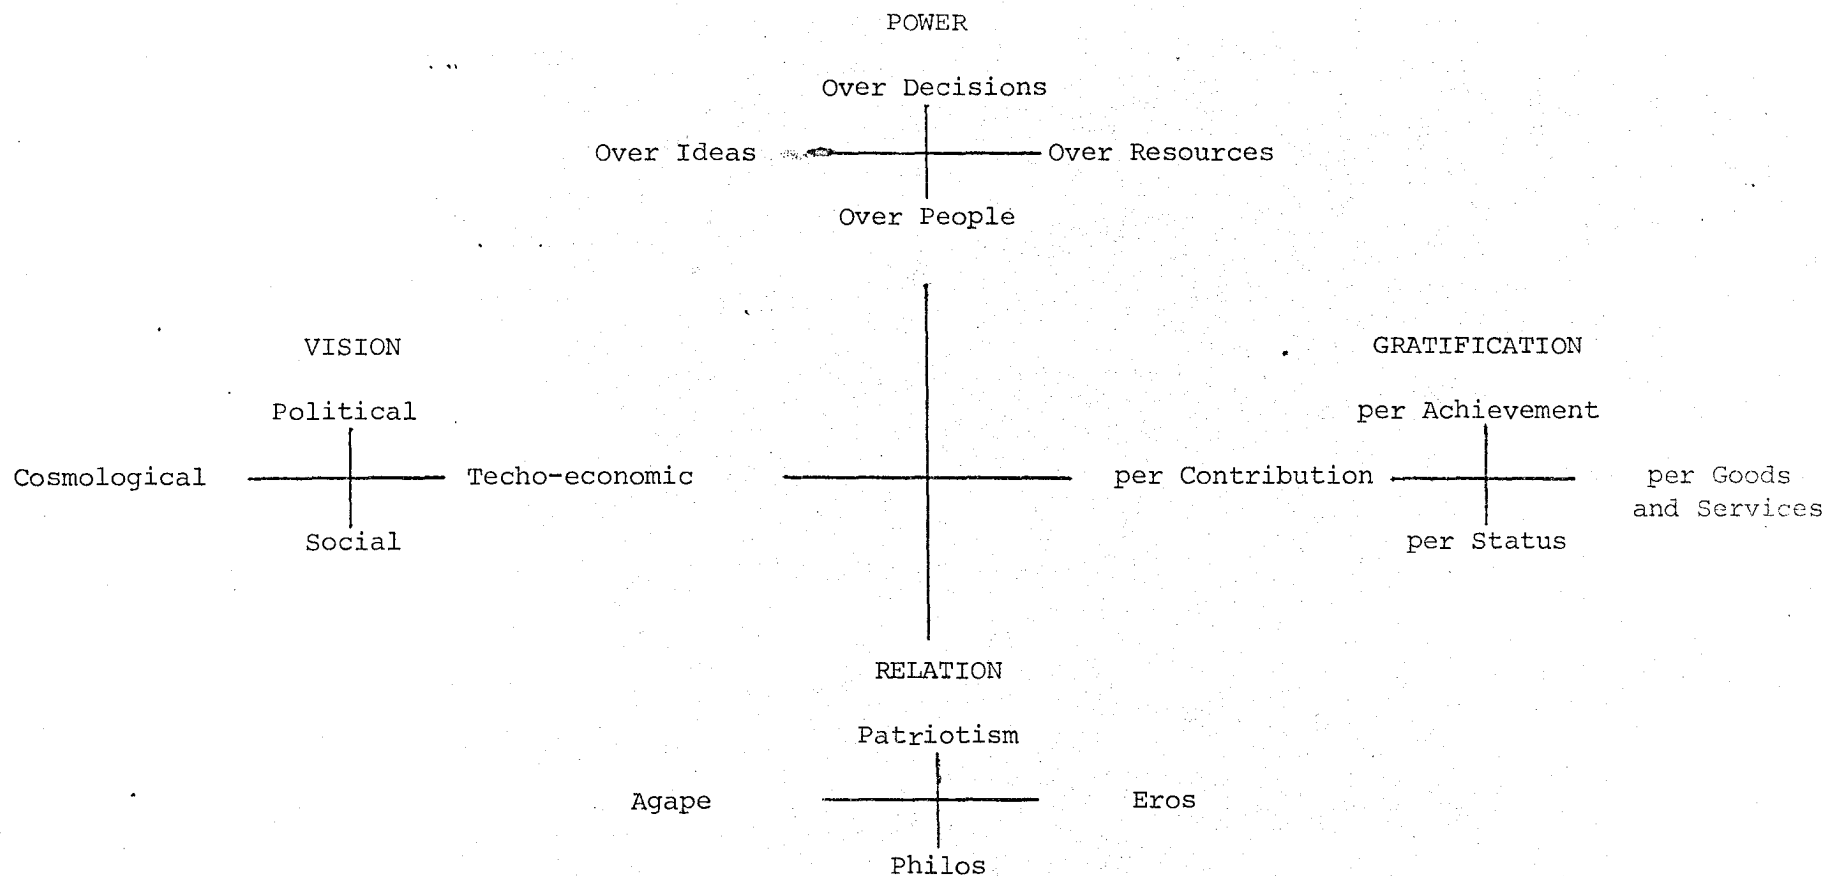 POWER
Over Decisions
Over Ideas
Over Resources
Over People
VISION
GRATIFICATION
Political
per Achievement
Cosmological
Techo-economic
per Contribution
per Goods
and Services
Social
per Status
RELATION
Patriotism
Agape
Eros
Philos